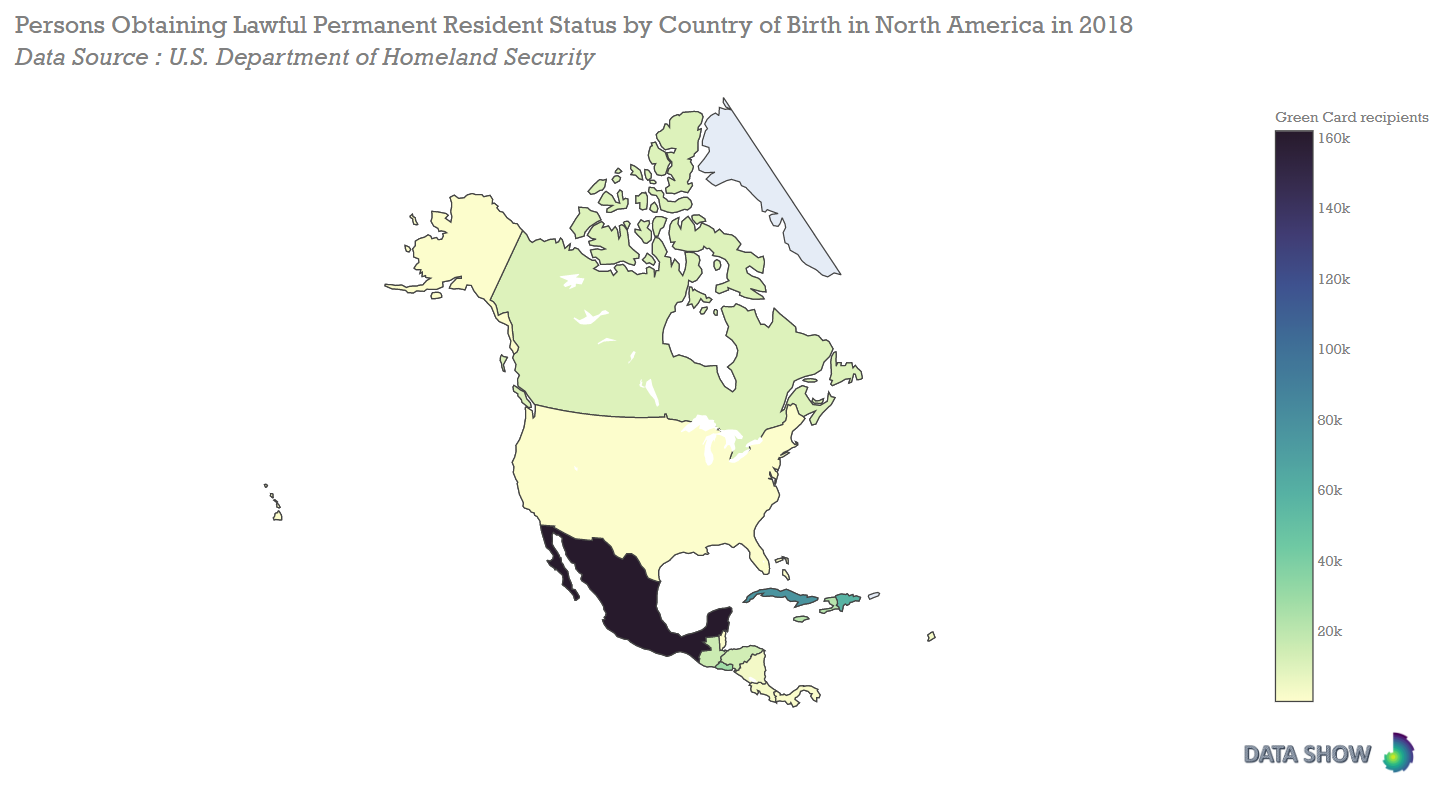 Persons Obtaining Lawful Permanent Resident Status by Country of Birth in North America in 2018
Data Source : U.S. Department of Homeland Security
Green Card recipients
160k
140k
120k
100k
80k
60k
40k
20k
DATA SHOW